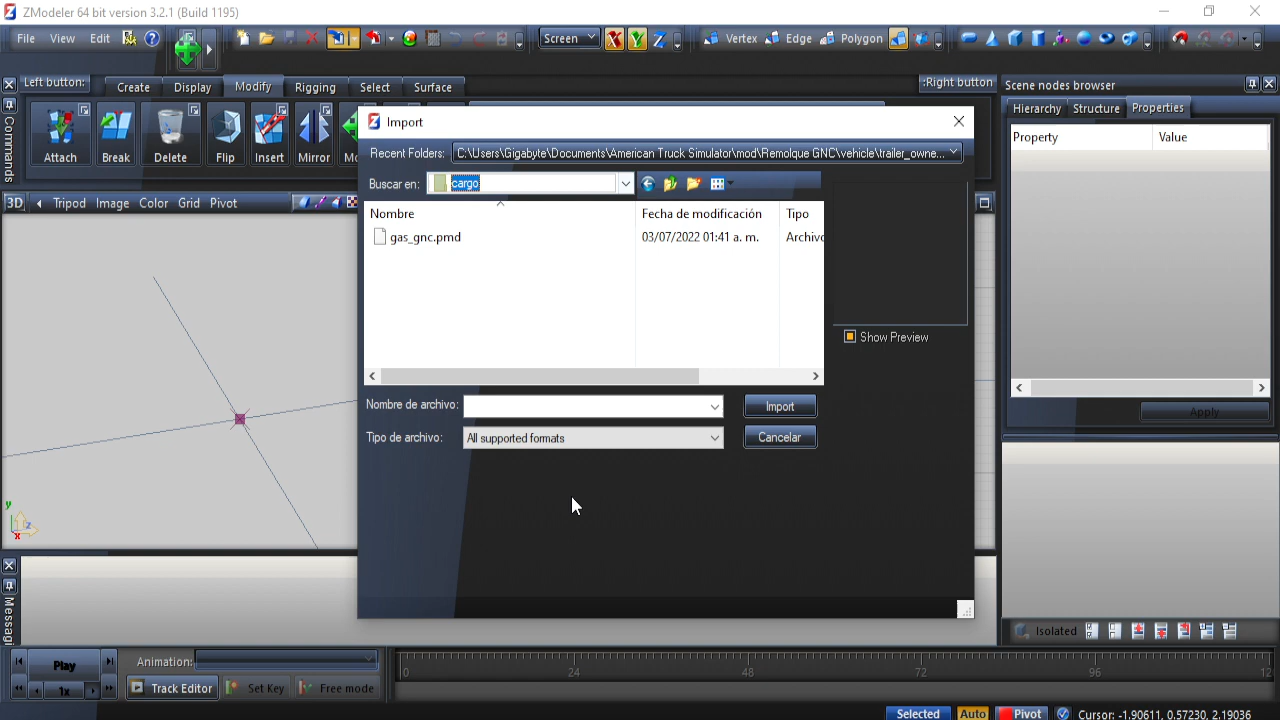 ZModeler 64 bit version 3.2.1 (Build 1195)
File View Edit Screen X Y Z Vertex Edge Polygon
Left button: Create Display Modify Rigging Select Surface :Right button
Scene nodes browser
Hierarchy Structure Properties
Property Value
Commands
Attach Break Delete Flip Insert Mirror
3D Tripod Image Color Grid Pivot
Import
Recent Folders: C:\Users\Gigabyte\Documents\American Truck Simulator\mod\Remolque GNC\vehicle\trailer_owne...
Buscar en: cargo
Nombre Fecha de modificación Tipo
gas_gnc.pmd 03/07/2022 01:41 a. m. Archivo
Show Preview
Nombre de archivo: Import
Tipo de archivo: All supported formats Cancelar
Apply
y
z
x
Isolated
Play
1x
Animation:
Track Editor Set Key Free mode
0 24 48 72 96 12
Selected Auto Pivot Cursor: -1.90611, 0.57230, 2.19036